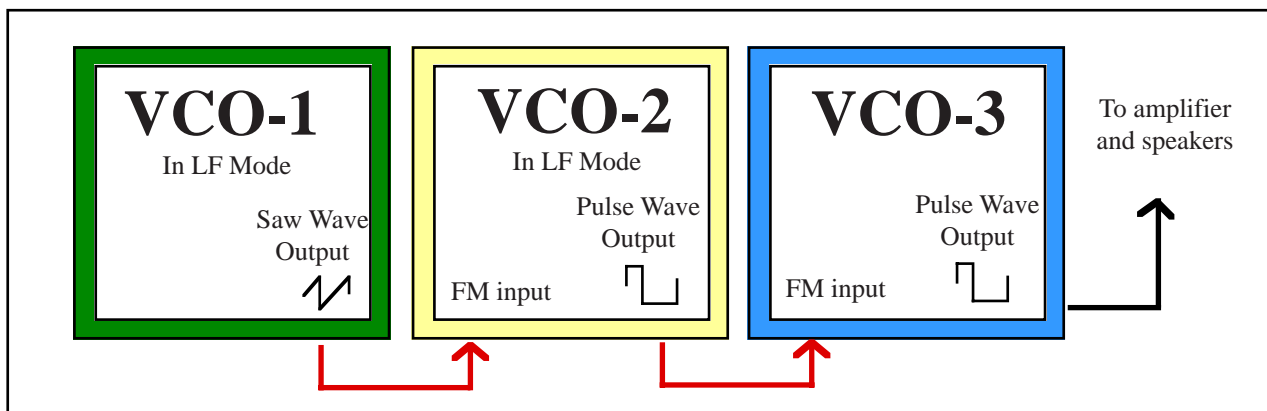 VCO-1
In LF Mode
Saw Wave
Output
VCO-2
In LF Mode
Pulse Wave
Output
FM input
VCO-3
Pulse Wave
Output
FM input
To amplifier
and speakers